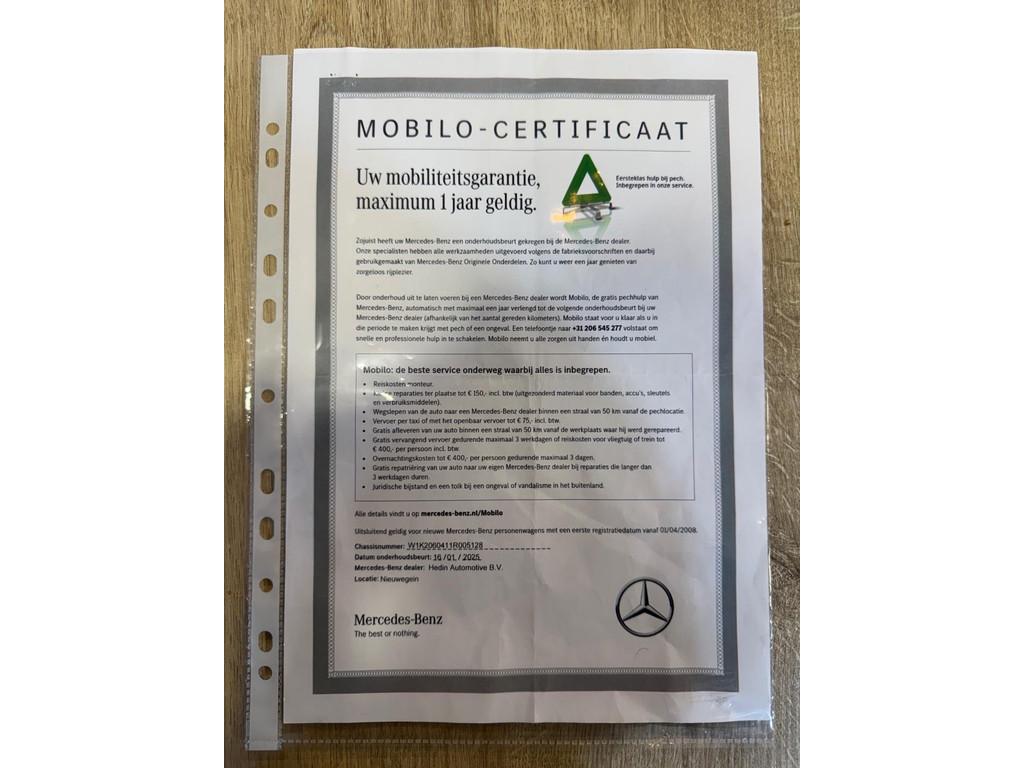 MOBILO-CERTIFICAAT
Uw mobiliteitsgarantie,
maximum 1 jaar geldig.
Eersteklas hulp bij pech.
Inbegrepen in onze service.
Zojuist heeft uw Mercedes-Benz een onderhoudsbeurt gekregen bij de Mercedes-Benz dealer.
Onze specialisten hebben alle werkzaamheden uitgevoerd volgens de fabrieksvoorschriften en daarbij
gebruikgemaakt van Mercedes-Benz Originele Onderdelen. Zo kunt u weer een jaar genieten van
zorgeloos rijplezier.
Door onderhoud uit te laten voeren bij een Mercedes-Benz dealer wordt Mobilo, de gratis pechhulp van
Mercedes-Benz, automatisch met maximaal een jaar verlengd tot de volgende onderhoudsbeurt bij uw
Mercedes-Benz dealer (afhankelijk van het aantal gereden kilometers). Mobilo staat voor u klaar als u in
die periode te maken krijgt met pech of een ongeval. Een telefoontje naar +31 206 545 277 volstaat om
snelle en professionele hulp in te schakelen. Mobilo neemt u alle zorgen uit handen én houdt u mobiel.
Mobilo: de beste service onderweg waarbij alles is inbegrepen.
• Reiskosten monteur.
• Kleine reparaties ter plaatse tot € 150,- incl. btw (uitgezonderd materiaal voor banden, accu's, sleutels
en verbruiksmiddelen).
• Wegslepen van de auto naar een Mercedes-Benz dealer binnen een straal van 50 km vanaf de pechlocatie.
• Vervoer per taxi of met het openbaar vervoer tot € 75,- incl. btw.
• Gratis afleveren van uw auto binnen een straal van 50 km vanaf de werkplaats waar hij werd gerepareerd.
• Gratis vervangend vervoer gedurende maximaal 3 werkdagen of reiskosten voor vliegtuig of trein tot
€ 400,- per persoon incl. btw.
• Overnachtingskosten tot € 400,- per persoon gedurende maximaal 3 dagen.
• Gratis repatriëring van uw auto naar uw eigen Mercedes-Benz dealer bij reparaties die langer dan
3 werkdagen duren.
• Juridische bijstand en een tolk bij een ongeval of vandalisme in het buitenland.
Alle details vindt u op mercedes-benz.nl/Mobilo
Uitsluitend geldig voor nieuwe Mercedes-Benz personenwagens met een eerste registratiedatum vanaf 01/04/2008.
Chassisnummer: W1K2060411R005128
Datum onderhoudsbeurt: 16 / 01 / 2025
Mercedes-Benz dealer: Hedin Automotive B.V.
Locatie: Nieuwegein
Mercedes-Benz
The best or nothing.